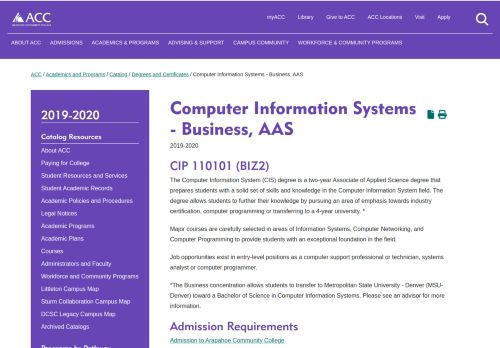 ACC
myACC Library Give to ACC ACC Locations Visit Apply
ABOUT ACC ADMISSIONS ACADEMICS & PROGRAMS ADVISING & SUPPORT CAMPUS COMMUNITY WORKFORCE & COMMUNITY PROGRAMS
ACC / Academics and Programs / Catalog / Degrees and Certificates / Computer Information Systems - Business, AAS
2019-2020
Catalog Resources
About ACC
Paying for College
Student Resources and Services
Student Academic Records
Academic Policies and Procedures
Legal Notices
Academic Programs
Academic Plans
Courses
Administrators and Faculty
Workforce and Community Programs
Littleton Campus Map
Sturm Collaboration Campus Map
DCSC Legacy Campus Map
Archived Catalogs
Programs by Pathway
Computer Information Systems
- Business, AAS
2019-2020
CIP 110101 (BIZ2)
The Computer Information System (CIS) degree is a two-year Associate of Applied Science degree that
prepares students with a solid set of skills and knowledge in the Computer Information System field. The
degree allows students to further their knowledge by pursuing an area of emphasis towards industry
certification, computer programming or transferring to a 4-year university. *
Major courses are carefully selected in areas of Information Systems, Computer Networking, and
Computer Programming to provide students with an exceptional foundation in the field.
Job opportunities exist in entry-level positions as a computer support professional or technician, systems
analyst or computer programmer.
*The Business concentration allows students to transfer to Metropolitan State University - Denver (MSU-
Denver) toward a Bachelor of Science in Computer Information Systems. Please see an advisor for more
information.
Admission Requirements
Admission to Arapahoe Community College